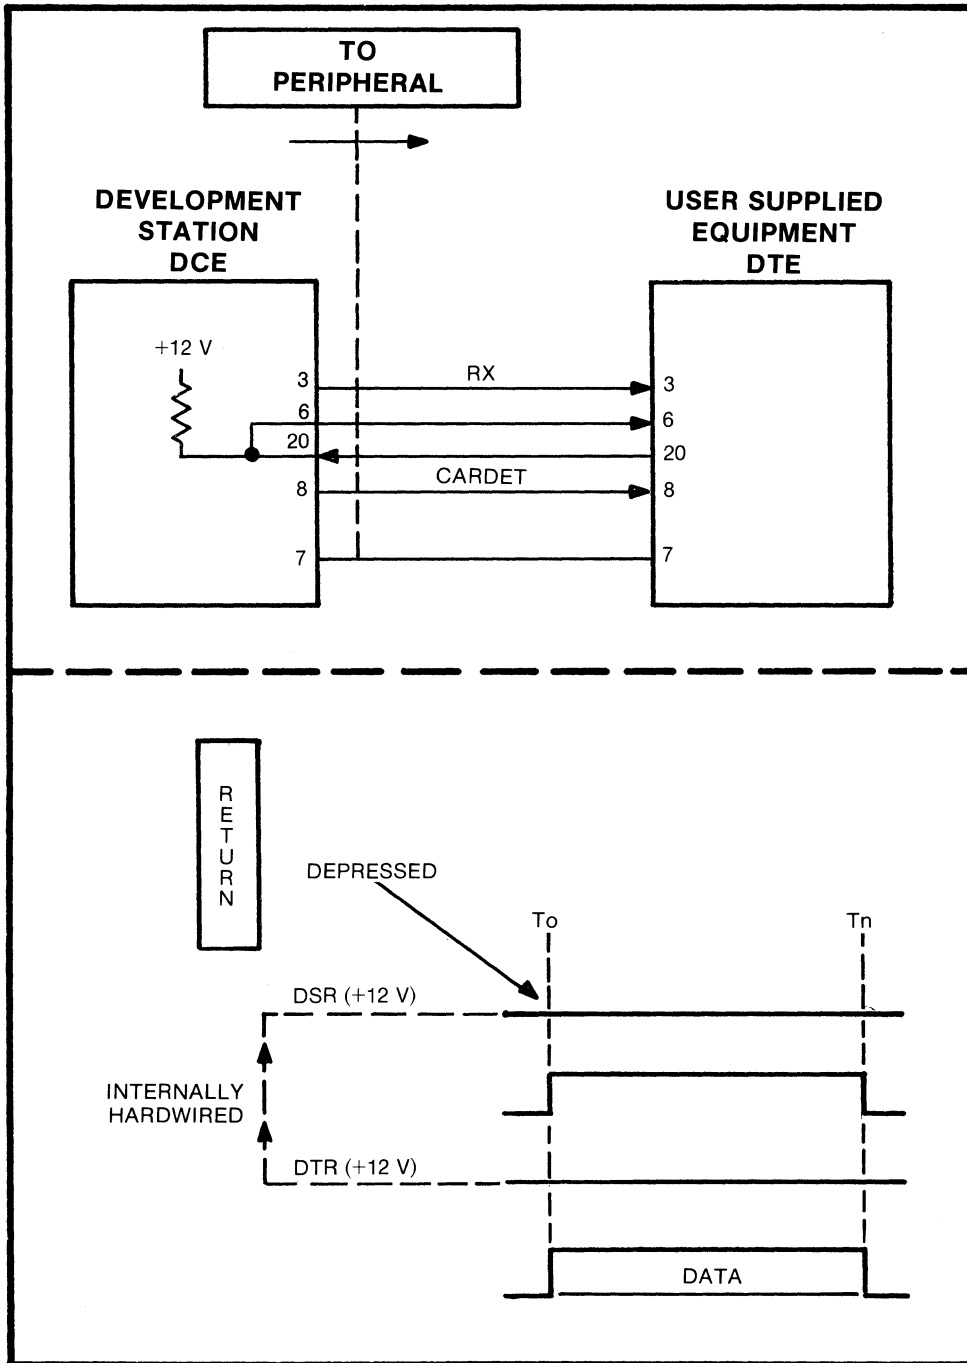 TO
PERIPHERAL
DEVELOPMENT
STATION
DCE
USER SUPPLIED
EQUIPMENT
DTE
+12 V
3
RX
3
6
6
20
20
8
CARDET
8
7
7
RETURN
DEPRESSED
To
Tn
DSR (+12 V)
INTERNALLY
HARDWIRED
DTR (+12 V)
DATA